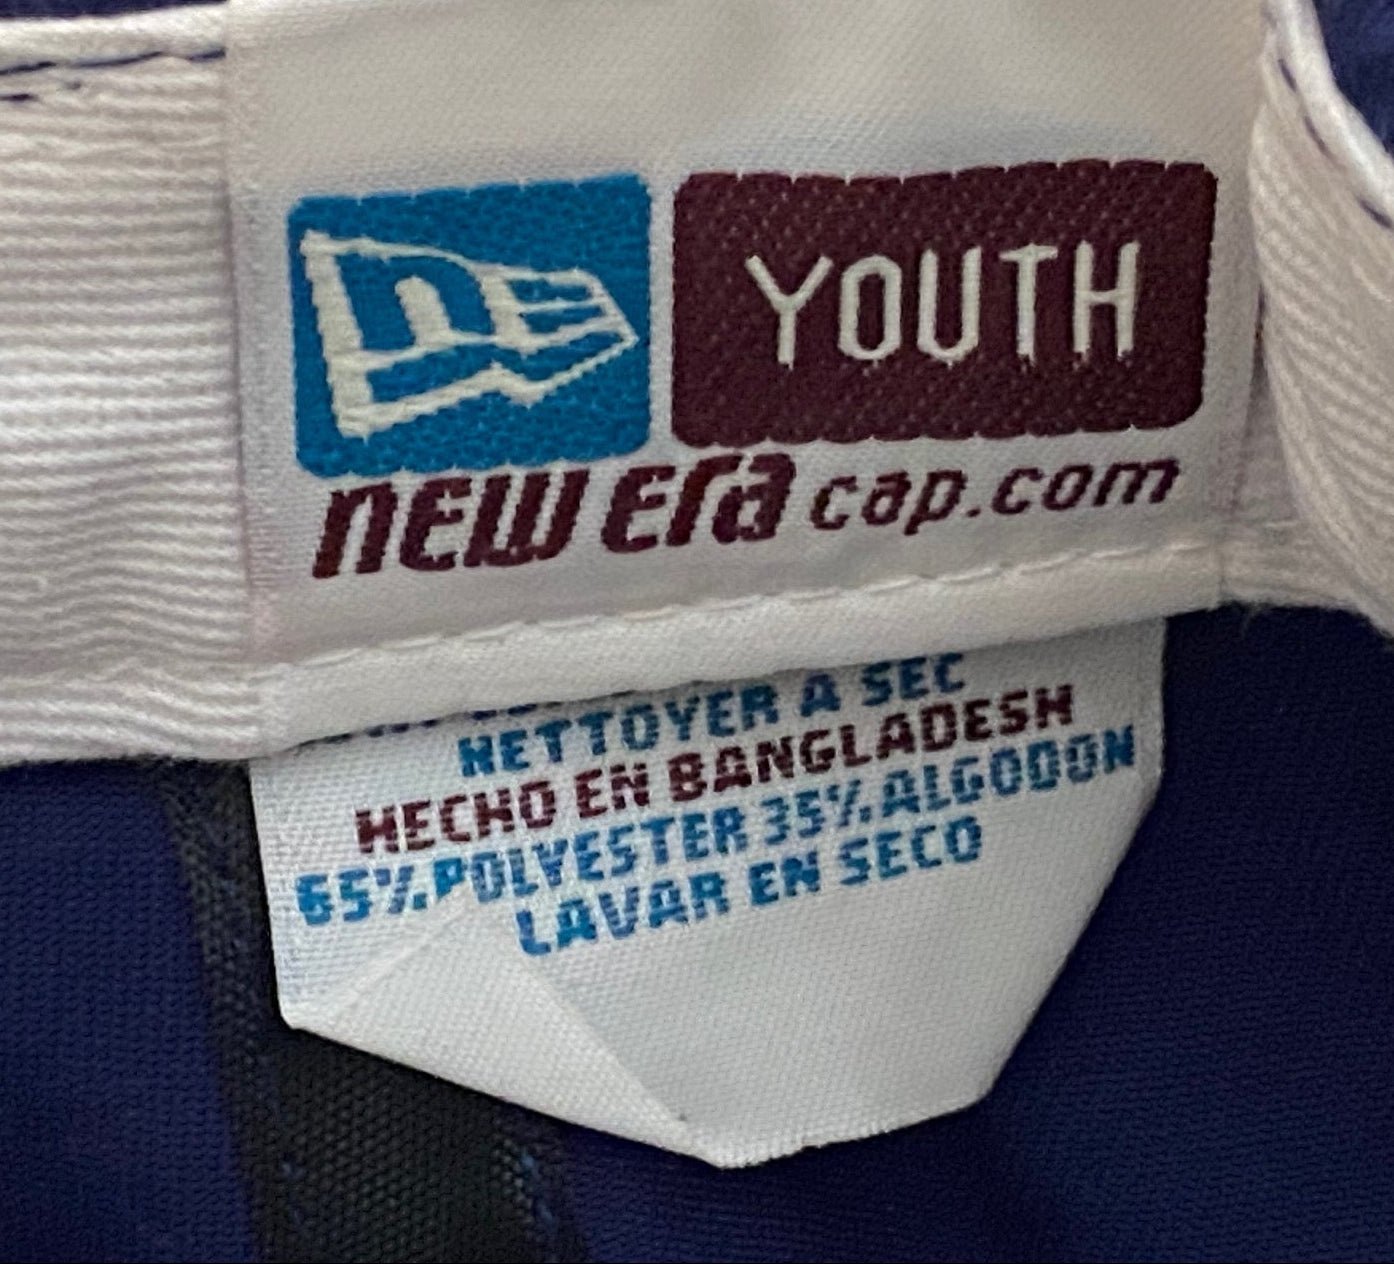 YOUTH
new era cap.com
NETTOYER A SEC
HECHO EN BANGLADESH
65% POLYESTER 35% ALGODON
LAVAR EN SECO